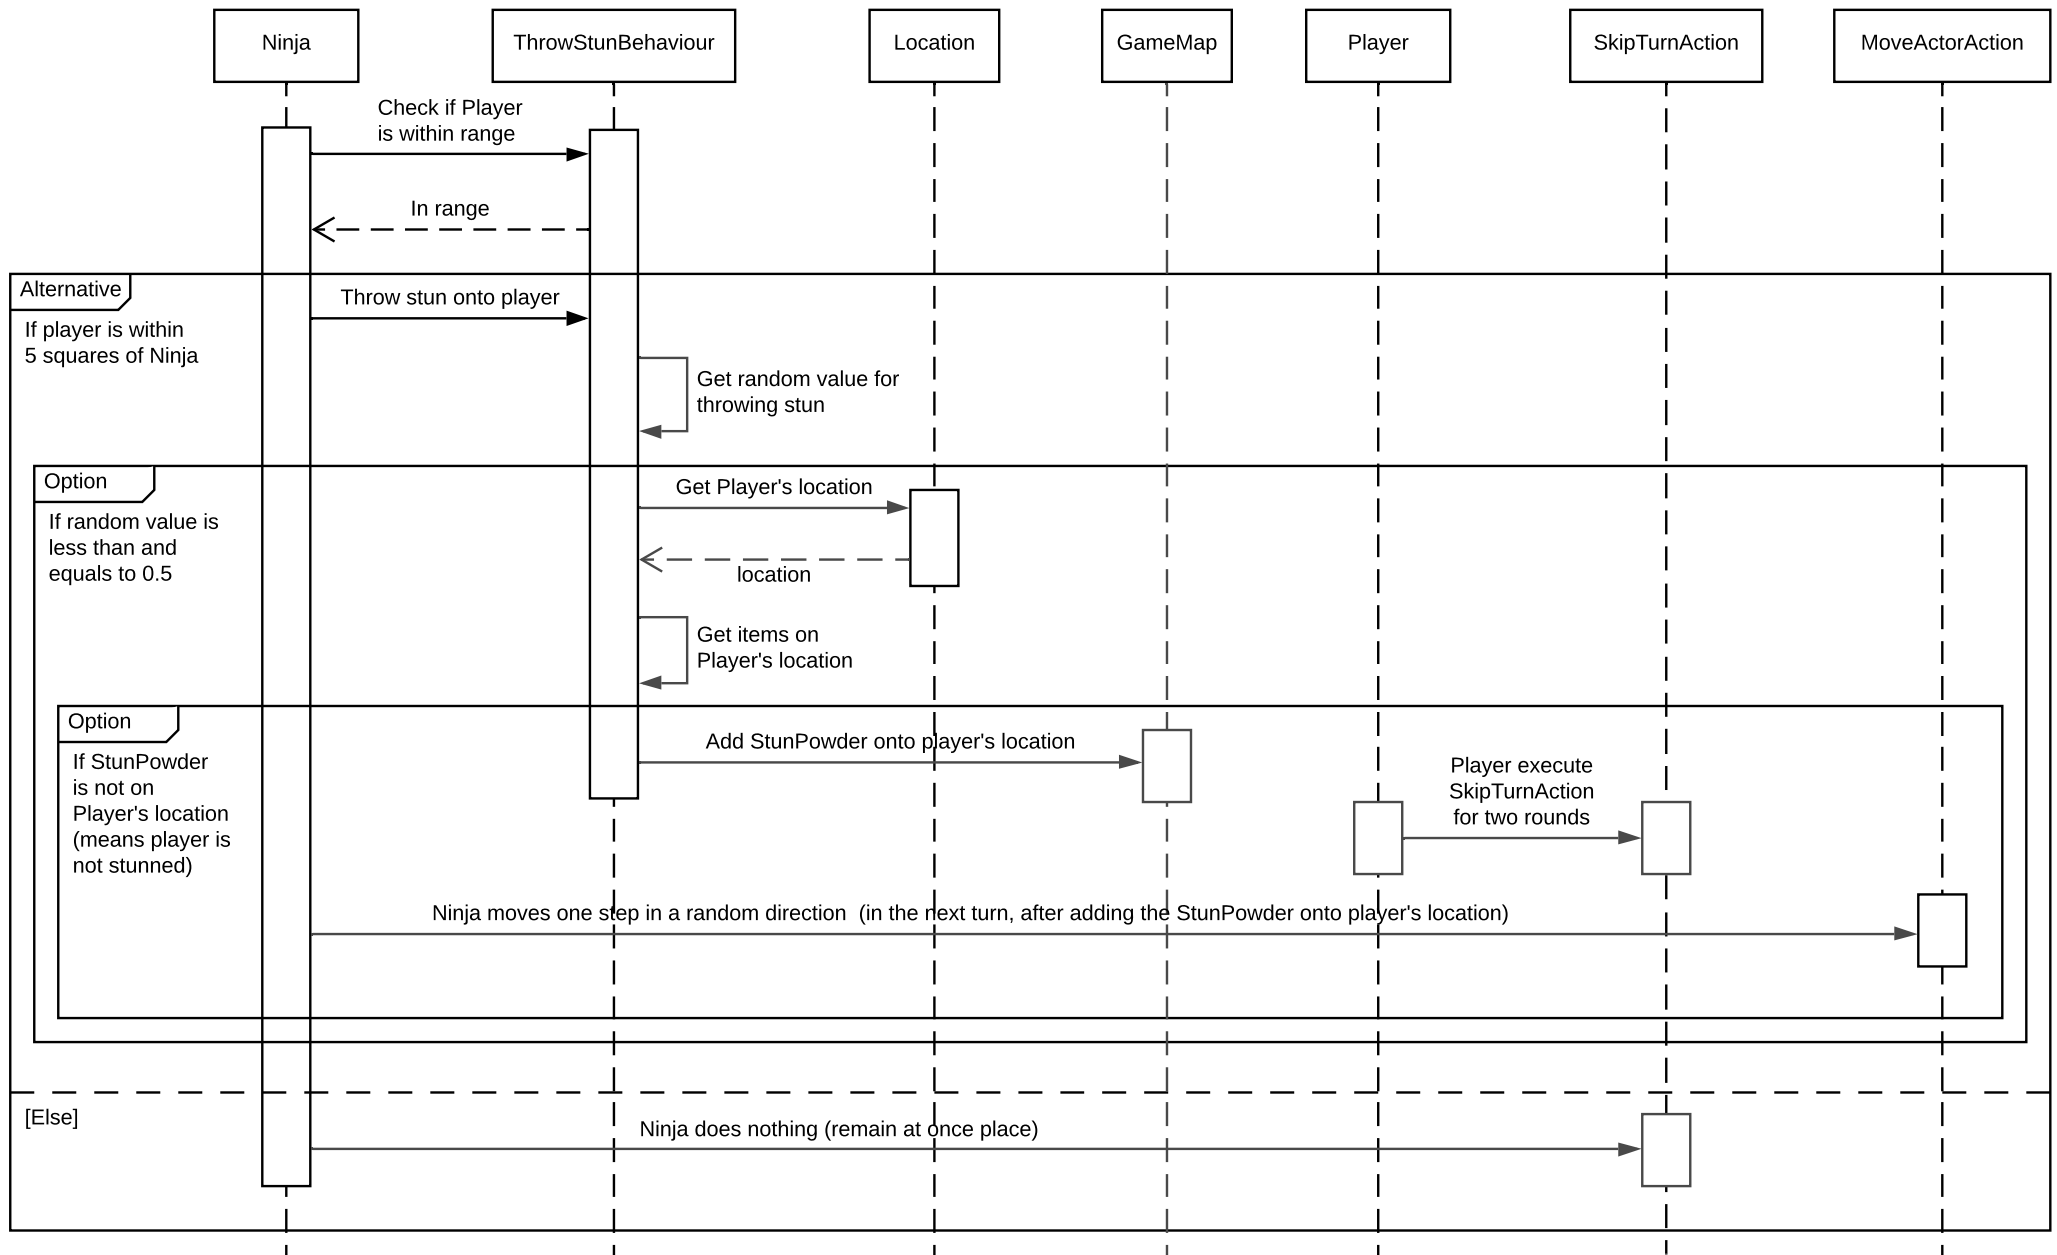 Ninja
ThrowStunBehaviour
Location
GameMap
Player
SkipTurnAction
MoveActorAction
Check if Player
is within range
In range
Alternative
If player is within
5 squares of Ninja
Throw stun onto player
Get random value for
throwing stun
Option
If random value is
less than and
equals to 0.5
Get Player's location
location
Get items on
Player's location
Option
If StunPowder
is not on
Player's location
(means player is
not stunned)
Add StunPowder onto player's location
Player execute
SkipTurnAction
for two rounds
Ninja moves one step in a random direction  (in the next turn, after adding the StunPowder onto player's location)
[Else]
Ninja does nothing (remain at once place)